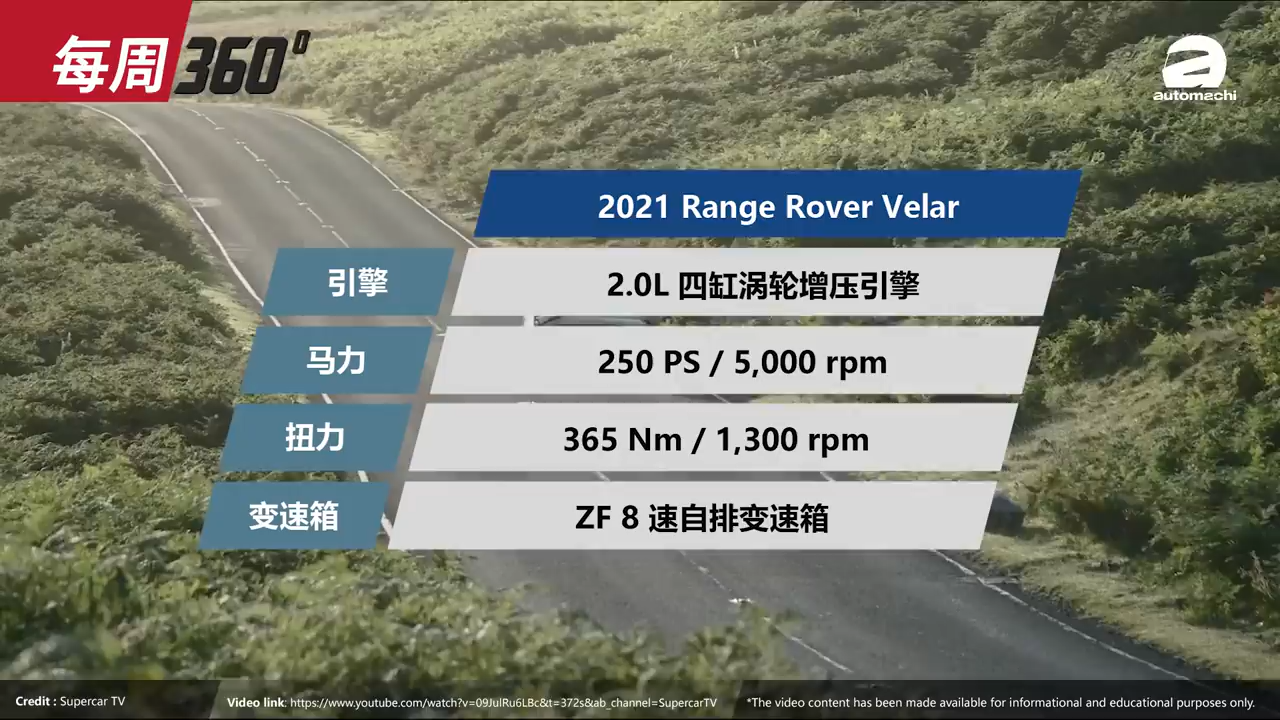 每周360°
automachi
2021 Range Rover Velar
引擎 2.0L 四缸涡轮增压引擎
马力 250 PS / 5,000 rpm
扭力 365 Nm / 1,300 rpm
变速箱 ZF 8 速自排变速箱
Credit : Supercar TV
Video link: https://www.youtube.com/watch?v=09JulRu6LBc&t=372s&ab_channel=SupercarTV
*The video content has been made available for informational and educational purposes only.